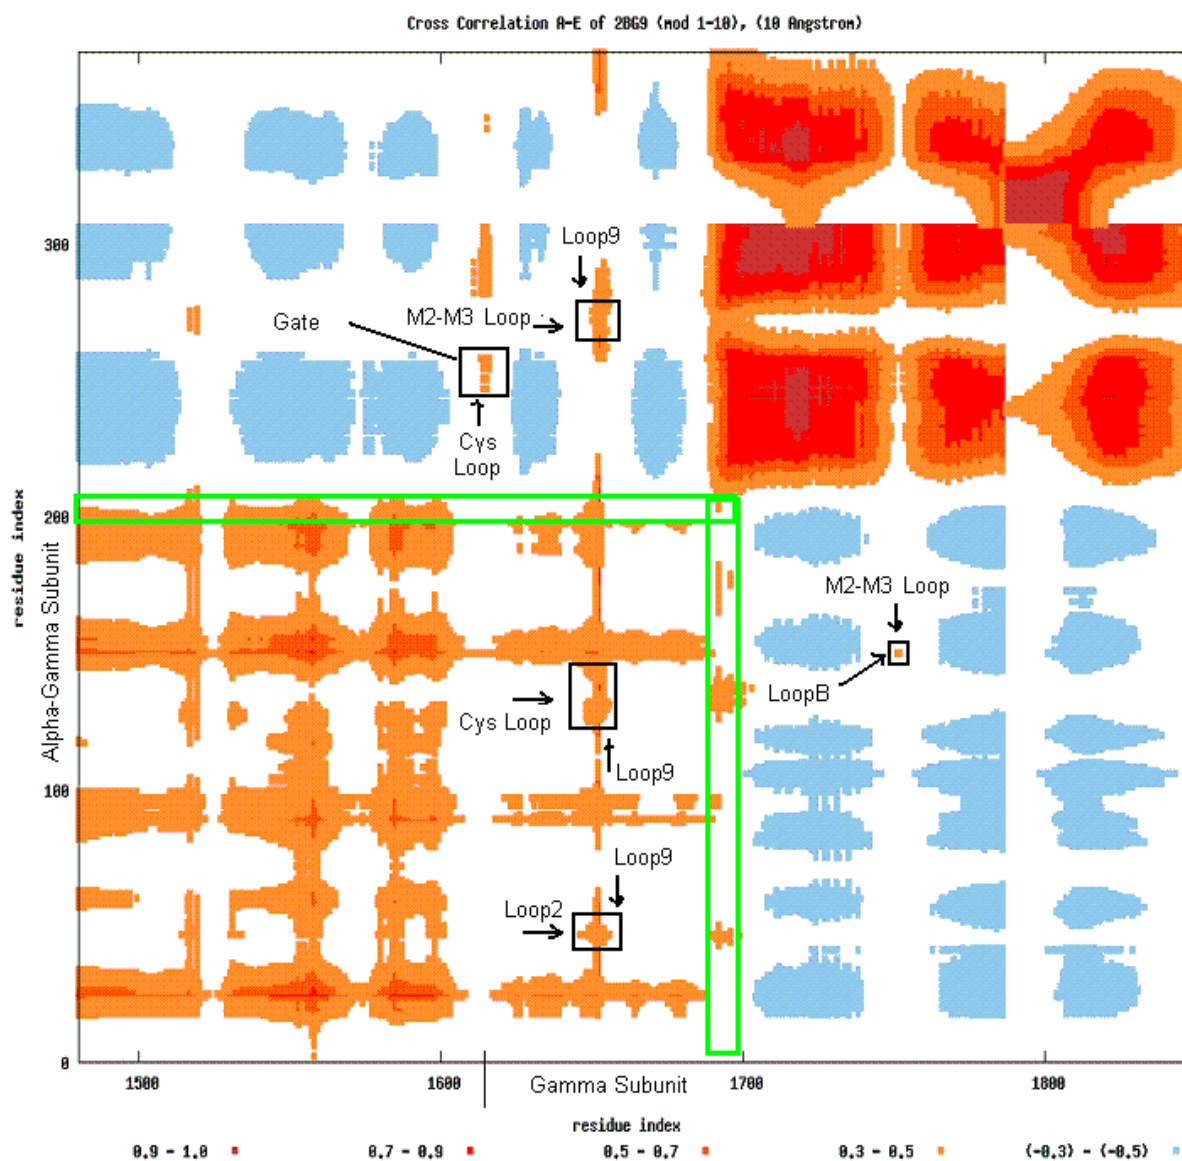 Cross Correlation A-E of 2BG9 (mod 1-10), (10 Angstrom)
300
Loop9
Gate
M2-M3 Loop
Cys
Loop
200
residue index
Alpha-Gamma Subunit
M2-M3 Loop
LoopB
Cys Loop
Loop9
100
Loop9
Loop2
0
1500
1600
Gamma Subunit
1700
1800
residue index
0.9 - 1.0
0.7 - 0.9
0.5 - 0.7
0.3 - 0.5
(-0.3) - (-0.5)